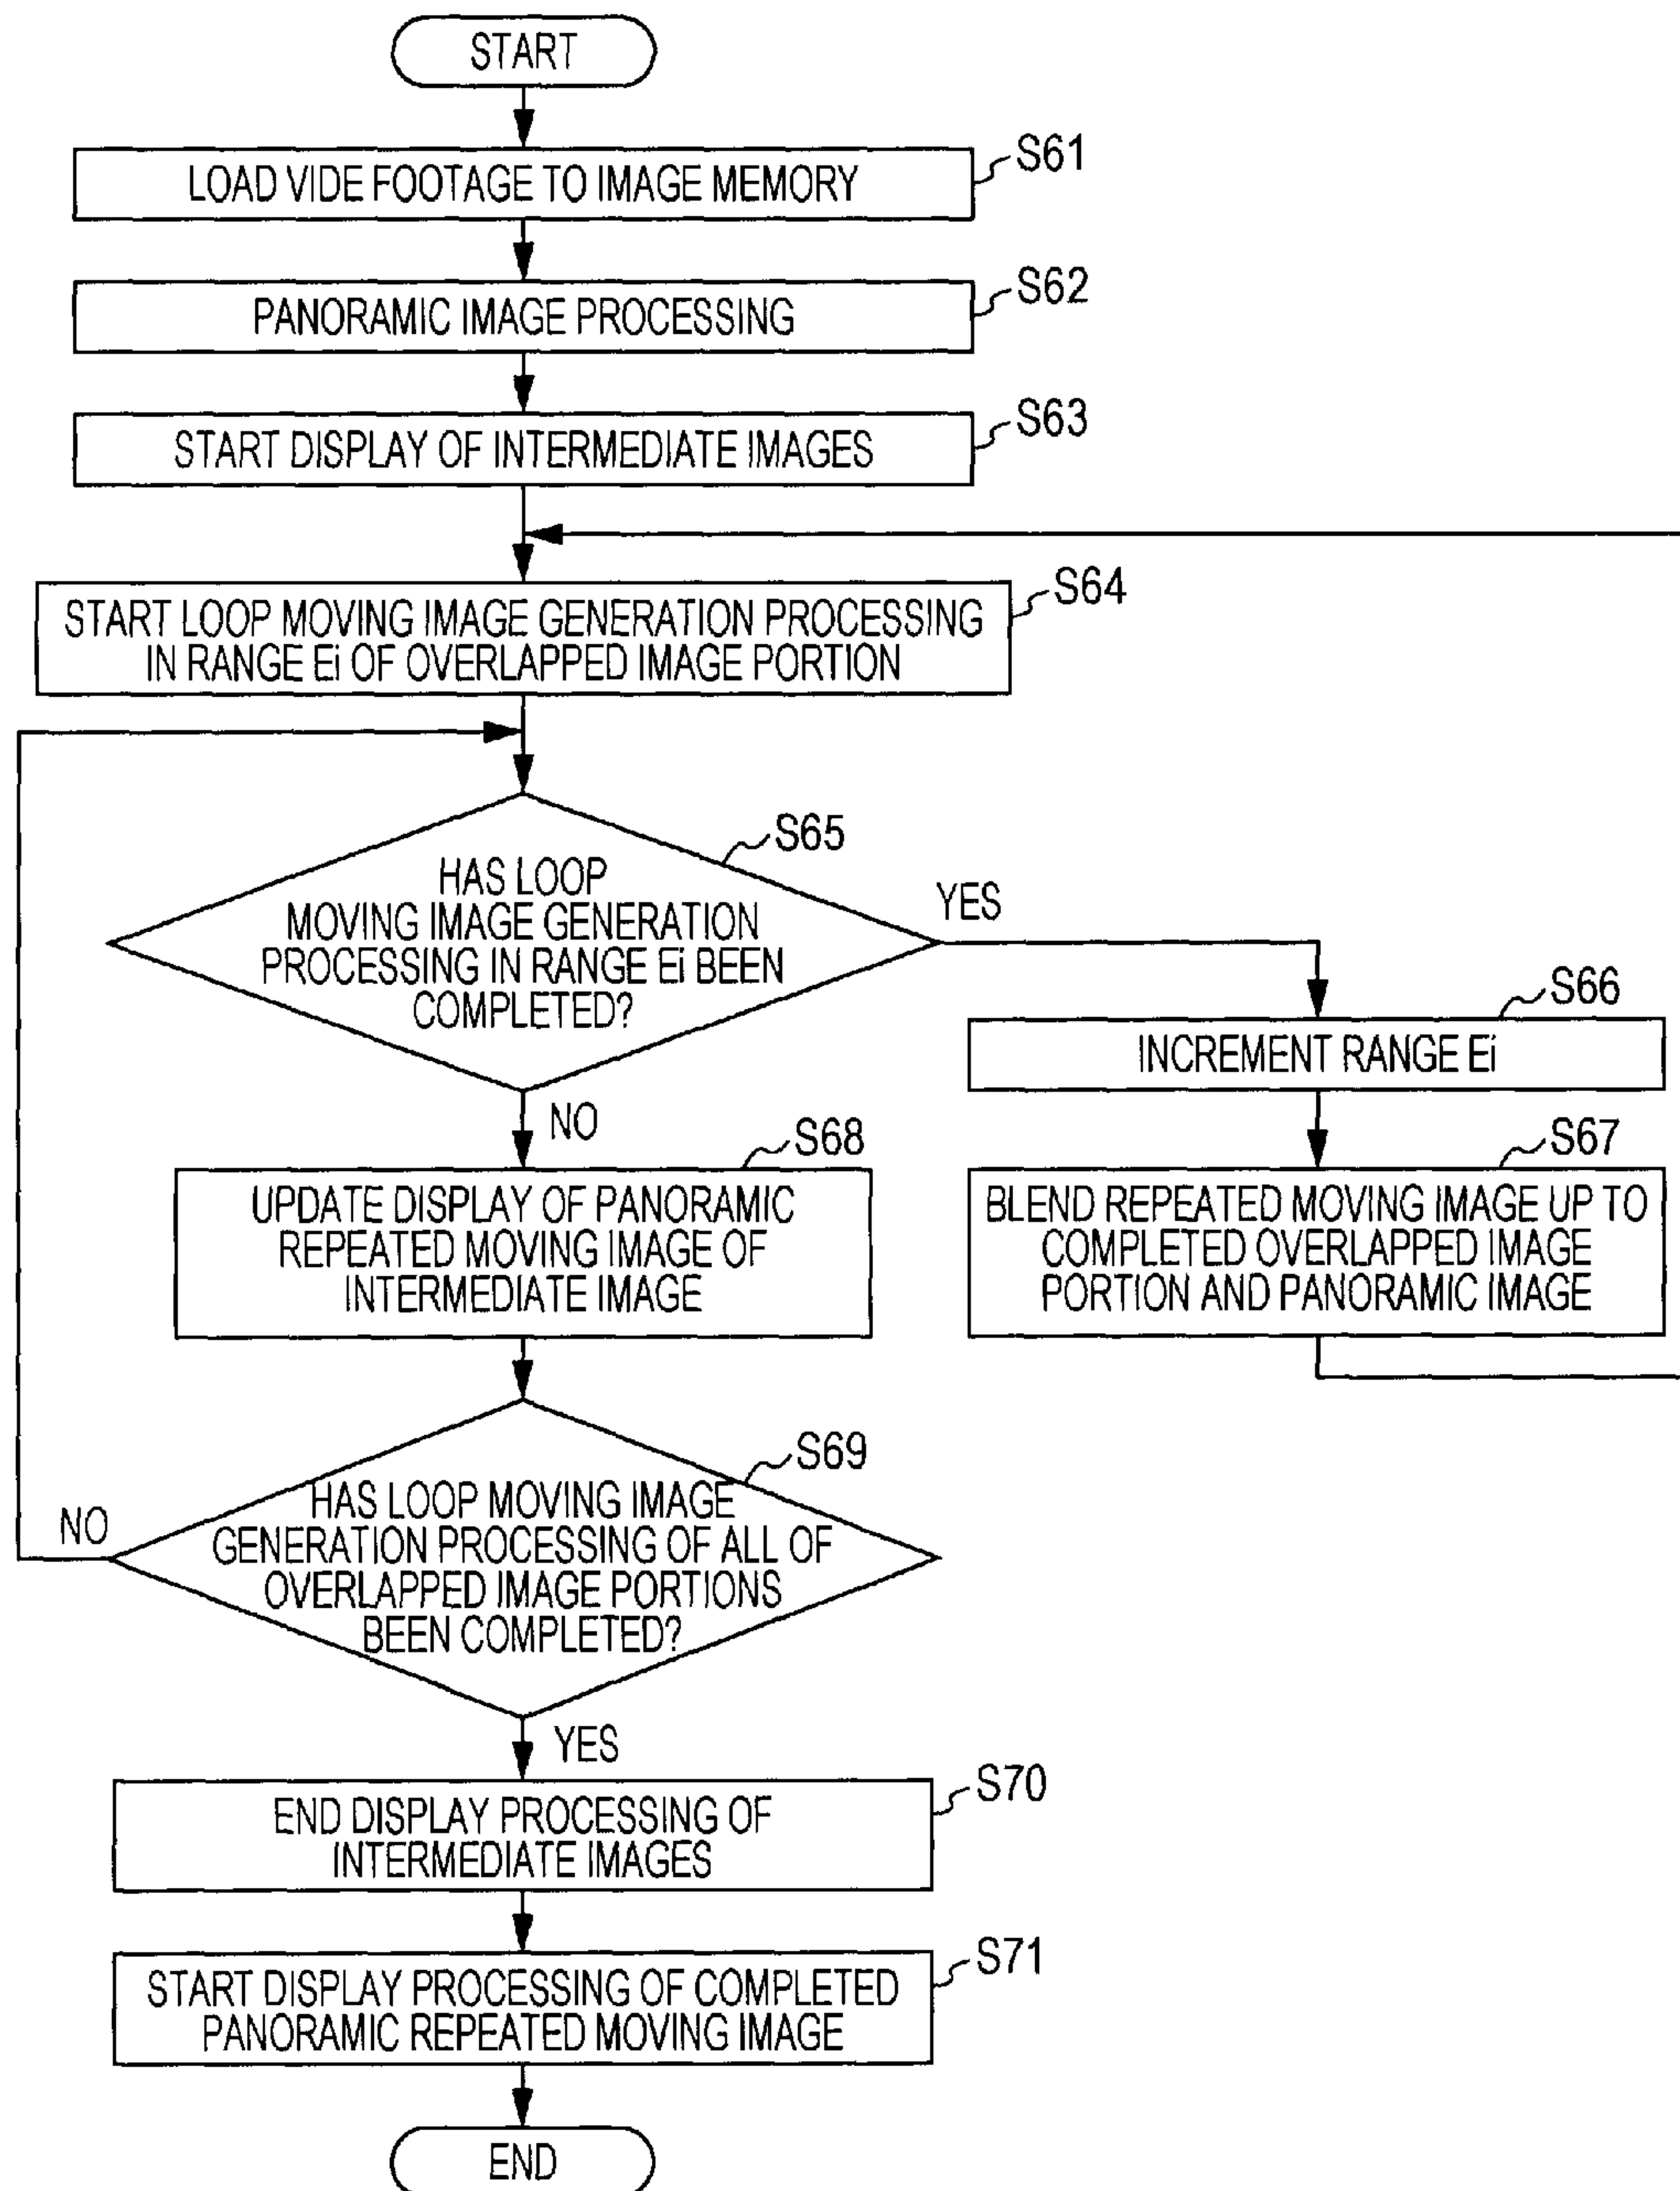 START
LOAD VIDE FOOTAGE TO IMAGE MEMORY
S61
PANORAMIC IMAGE PROCESSING
S62
START DISPLAY OF INTERMEDIATE IMAGES
S63
START LOOP MOVING IMAGE GENERATION PROCESSING
IN RANGE Ei OF OVERLAPPED IMAGE PORTION
S64
HAS LOOP
MOVING IMAGE GENERATION
PROCESSING IN RANGE Ei BEEN
COMPLETED?
S65
YES
INCREMENT RANGE Ei
S66
BLEND REPEATED MOVING IMAGE UP TO
COMPLETED OVERLAPPED IMAGE
PORTION AND PANORAMIC IMAGE
S67
NO
UPDATE DISPLAY OF PANORAMIC
REPEATED MOVING IMAGE OF
INTERMEDIATE IMAGE
S68
HAS LOOP MOVING IMAGE
GENERATION PROCESSING OF ALL OF
OVERLAPPED IMAGE PORTIONS
BEEN COMPLETED?
S69
NO
YES
END DISPLAY PROCESSING OF
INTERMEDIATE IMAGES
S70
START DISPLAY PROCESSING OF COMPLETED
PANORAMIC REPEATED MOVING IMAGE
S71
END